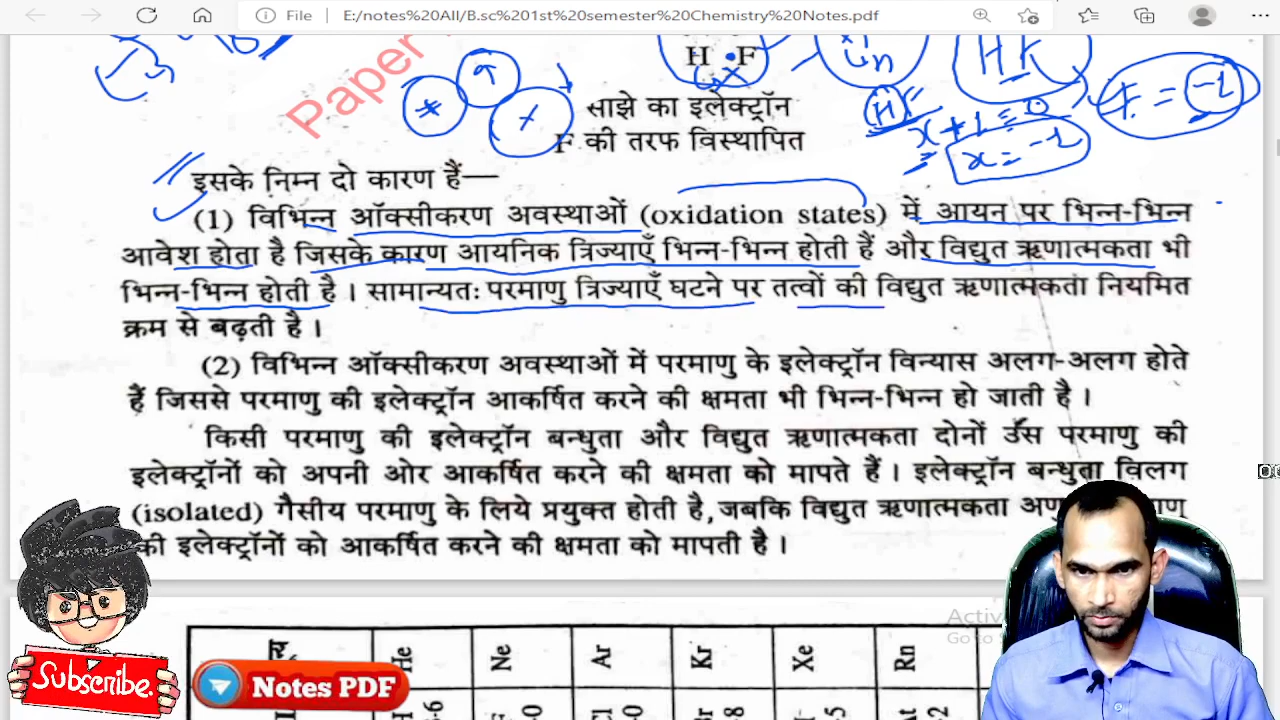 File E:/notes%20All/B.sc%201st%20semester%20Chemistry%20Notes.pdf
Paper
H F
HF
F = -1
साझे का इलेक्ट्रॉन
H
x + 1 = 0
F की तरफ विस्थापित
x = -1
इसके निम्न दो कारण हैं—
(1) विभिन्न ऑक्सीकरण अवस्थाओं (oxidation states) में आयन पर भिन्न-भिन्न
आवेश होता है जिसके कारण आयनिक त्रिज्याएँ भिन्न-भिन्न होती हैं और विद्युत ऋणात्मकता भी
भिन्न-भिन्न होती है। सामान्यतः परमाणु त्रिज्याएँ घटने पर तत्वों की विद्युत ऋणात्मकता नियमित
क्रम से बढ़ती है।
(2) विभिन्न ऑक्सीकरण अवस्थाओं में परमाणु के इलेक्ट्रॉन विन्यास अलग-अलग होते
हैं जिससे परमाणु की इलेक्ट्रॉन आकर्षित करने की क्षमता भी भिन्न-भिन्न हो जाती है।
किसी परमाणु की इलेक्ट्रॉन बन्धुता और विद्युत ऋणात्मकता दोनों उस परमाणु की
इलेक्ट्रॉनों को अपनी ओर आकर्षित करने की क्षमता को मापते हैं। इलेक्ट्रॉन बन्धुता विलग
(isolated) गैसीय परमाणु के लिये प्रयुक्त होती है, जबकि विद्युत ऋणात्मकता
की इलेक्ट्रॉनों को आकर्षित करने की क्षमता को मापती है।
He Ne Ar Kr Xe Rn
Subscribe.
Notes PDF